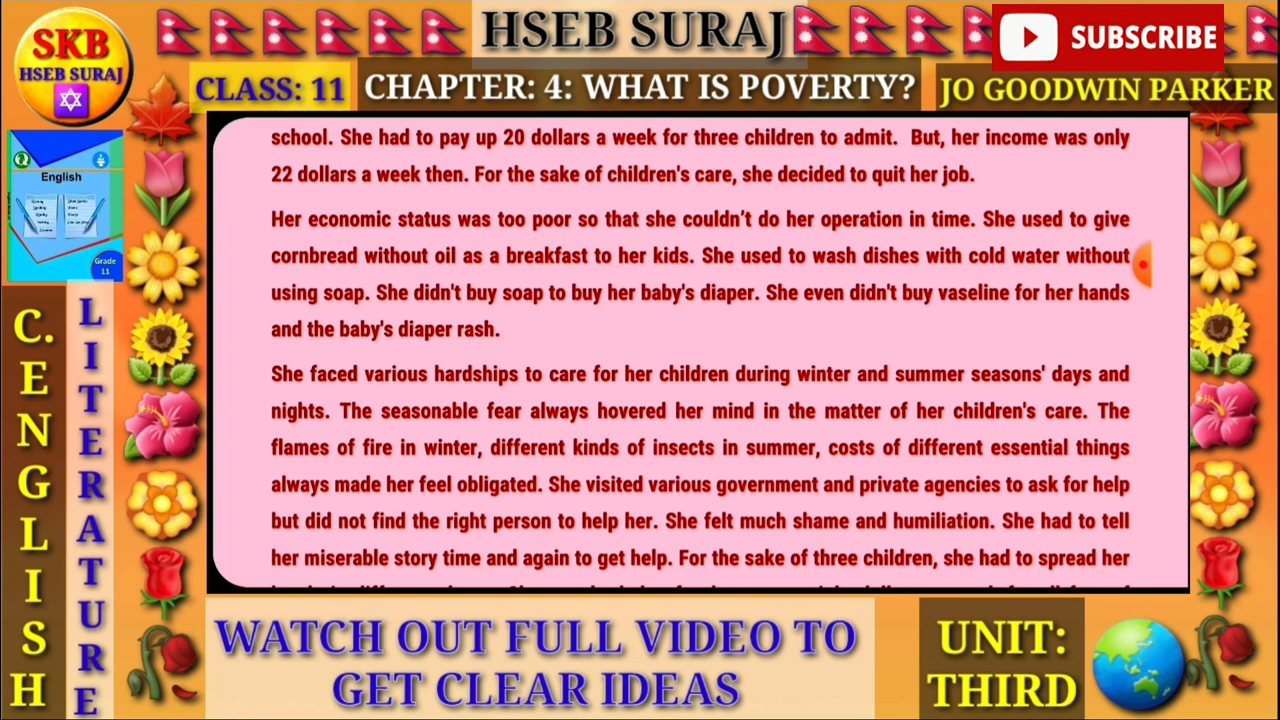 SKB
HSEB SURAJ
HSEB SURAJ
SUBSCRIBE
CLASS: 11
CHAPTER: 4: WHAT IS POVERTY?
JO GOODWIN PARKER
English
Grade
11
C. ENGLISH
LITERATURE
school. She had to pay up 20 dollars a week for three children to admit. But, her income was only
22 dollars a week then. For the sake of children's care, she decided to quit her job.
Her economic status was too poor so that she couldn't do her operation in time. She used to give
cornbread without oil as a breakfast to her kids. She used to wash dishes with cold water without
using soap. She didn't buy soap to buy her baby's diaper. She even didn't buy vaseline for her hands
and the baby's diaper rash.
She faced various hardships to care for her children during winter and summer seasons' days and
nights. The seasonable fear always hovered her mind in the matter of her children's care. The
flames of fire in winter, different kinds of insects in summer, costs of different essential things
always made her feel obligated. She visited various government and private agencies to ask for help
but did not find the right person to help her. She felt much shame and humiliation. She had to tell
her miserable story time and again to get help. For the sake of three children, she had to spread her
WATCH OUT FULL VIDEO TO
GET CLEAR IDEAS
UNIT:
THIRD